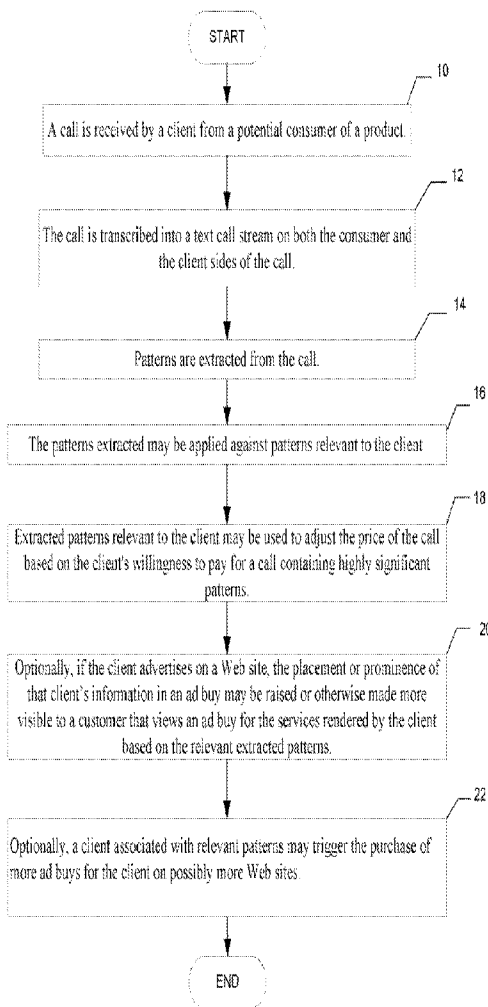 START
10
A call is received by a client from a potential consumer of a product.
12
The call is transcribed into a text call stream on both the consumer and
the client sides of the call.
14
Patterns are extracted from the call.
16
The patterns extracted may be applied against patterns relevant to the client
18
Extracted patterns relevant to the client may be used to adjust the price of the call
based on the client's willingness to pay for a call containing highly significant
patterns.
20
Optionally, if the client advertises on a Web site, the placement or prominence of
that client's information in an ad buy may be raised or otherwise made more
visible to a customer that views an ad buy for the services rendered by the client
based on the relevant extracted patterns.
22
Optionally, a client associated with relevant patterns may trigger the purchase of
more ad buys for the client on possibly more Web sites.
END